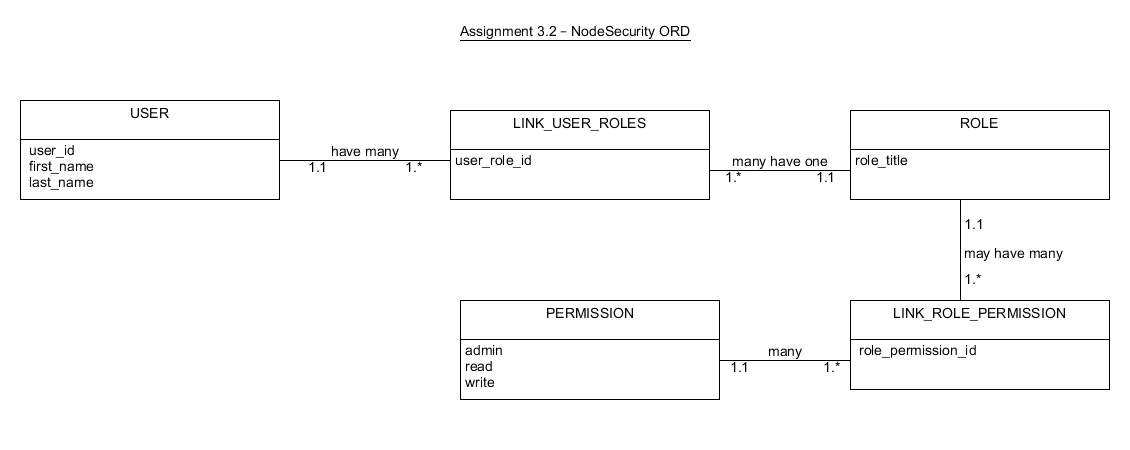 Assignment 3.2 – NodeSecurity ORD
USER
user_id
first_name
last_name
have many
1.1
1.*
LINK_USER_ROLES
user_role_id
many have one
1.*
1.1
ROLE
role_title
1.1
may have many
1.*
PERMISSION
admin
read
write
many
1.1
1.*
LINK_ROLE_PERMISSION
role_permission_id